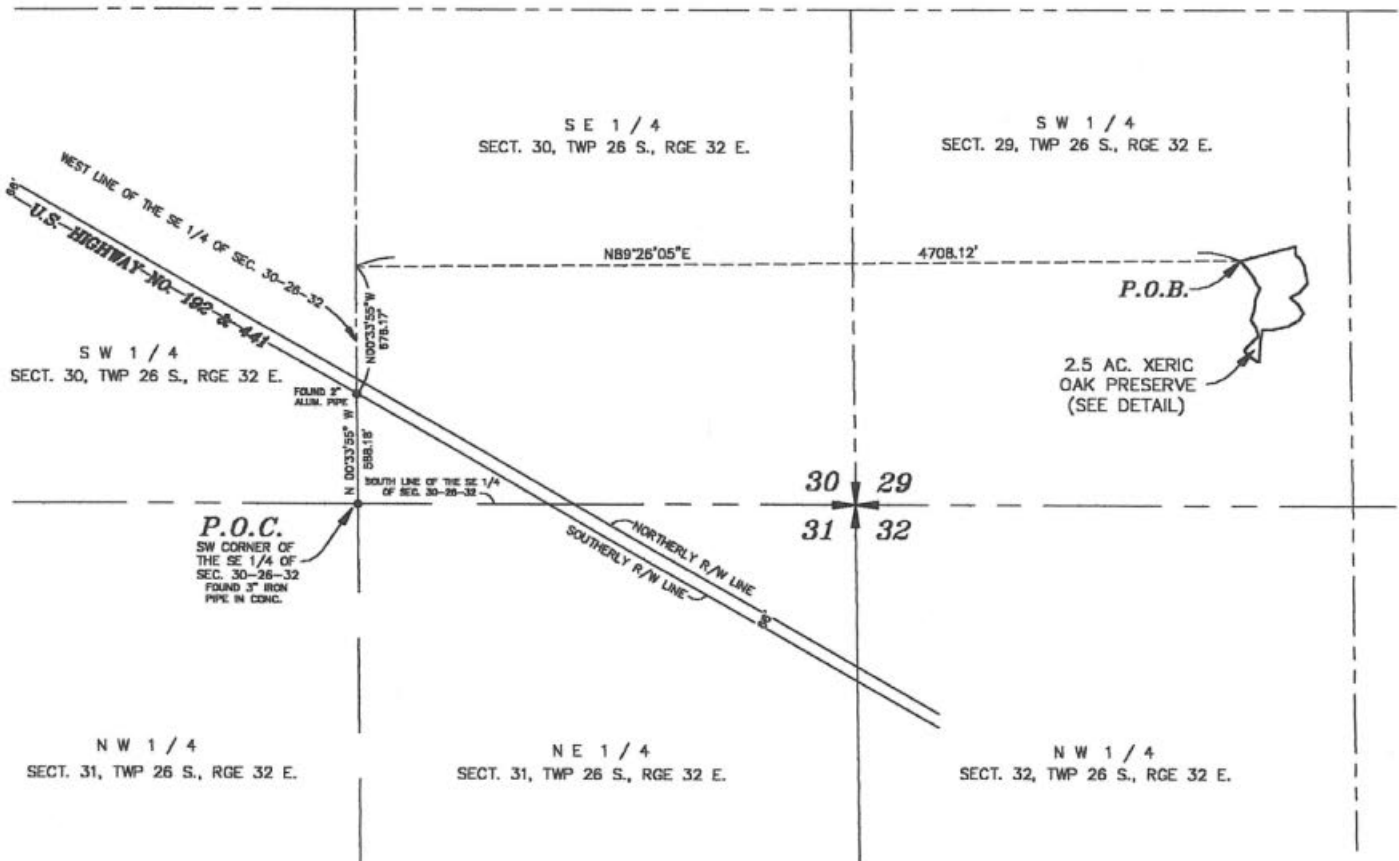 S E 1 / 4
SECT. 30, TWP 26 S., RGE 32 E.
S W 1 / 4
SECT. 29, TWP 26 S., RGE 32 E.
WEST LINE OF THE SE 1/4 OF SEC. 30-26-32
U.S. HIGHWAY NO. 192 & 441
N89°26'05"E
4708.12'
P.O.B.
N00°33'55"W
578.17'
S W 1 / 4
SECT. 30, TWP 26 S., RGE 32 E.
FOUND 2"
ALUM. PIPE
2.5 AC. XERIC
OAK PRESERVE
(SEE DETAIL)
N 00°33'55" W
588.18'
SOUTH LINE OF THE SE 1/4
OF SEC. 30-26-32
30 29
31 32
P.O.C.
SW CORNER OF
THE SE 1/4 OF
SEC. 30-26-32
FOUND 3" IRON
PIPE IN CONC.
NORTHERLY R/W LINE
SOUTHERLY R/W LINE
N W 1 / 4
SECT. 31, TWP 26 S., RGE 32 E.
N E 1 / 4
SECT. 31, TWP 26 S., RGE 32 E.
N W 1 / 4
SECT. 32, TWP 26 S., RGE 32 E.